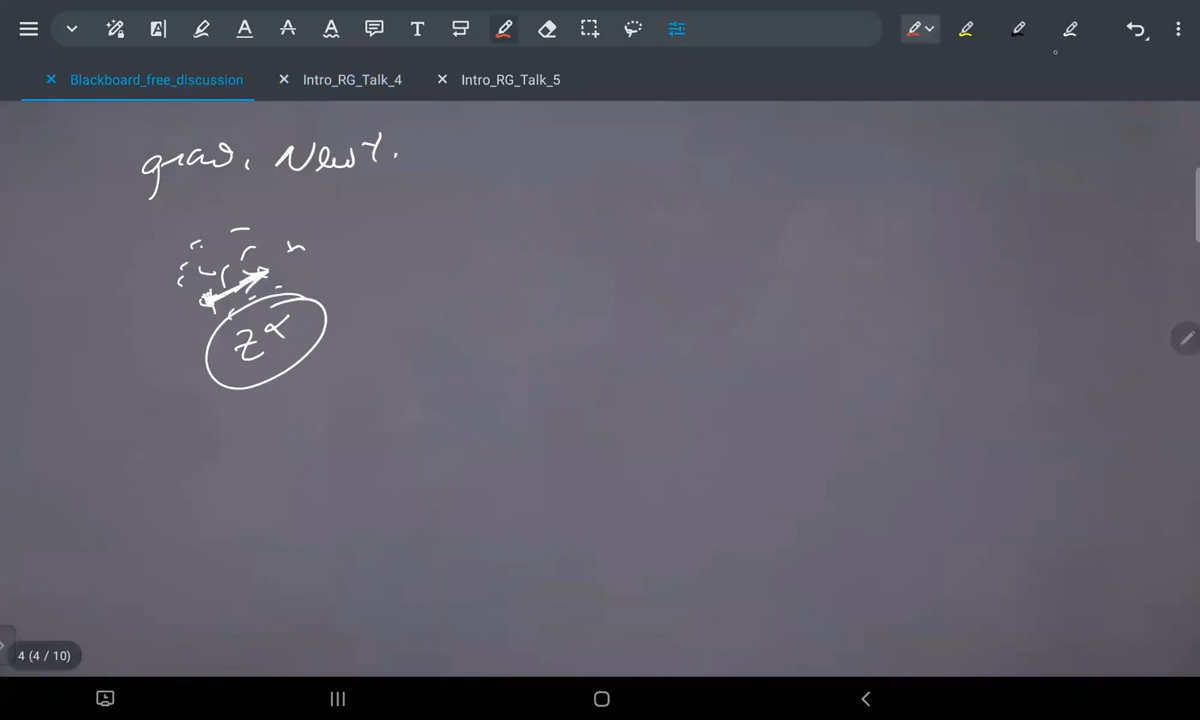 Blackboard_free_discussion Intro_RG_Talk_4 Intro_RG_Talk_5
grad. Newt.
z^α
4 (4 / 10)